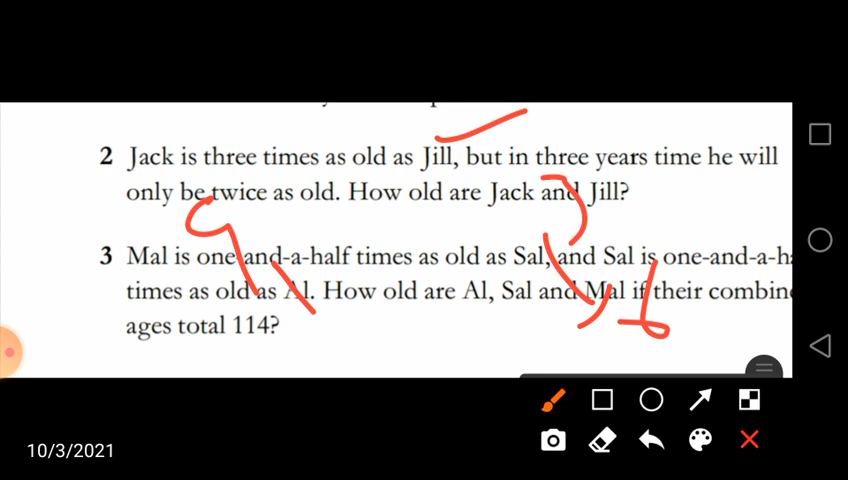 2 Jack is three times as old as Jill, but in three years time he will
only be twice as old. How old are Jack and Jill?
3 Mal is one-and-a-half times as old as Sal, and Sal is one-and-a-ha
times as old as Al. How old are Al, Sal and Mal if their combin
ages total 114?
10/3/2021